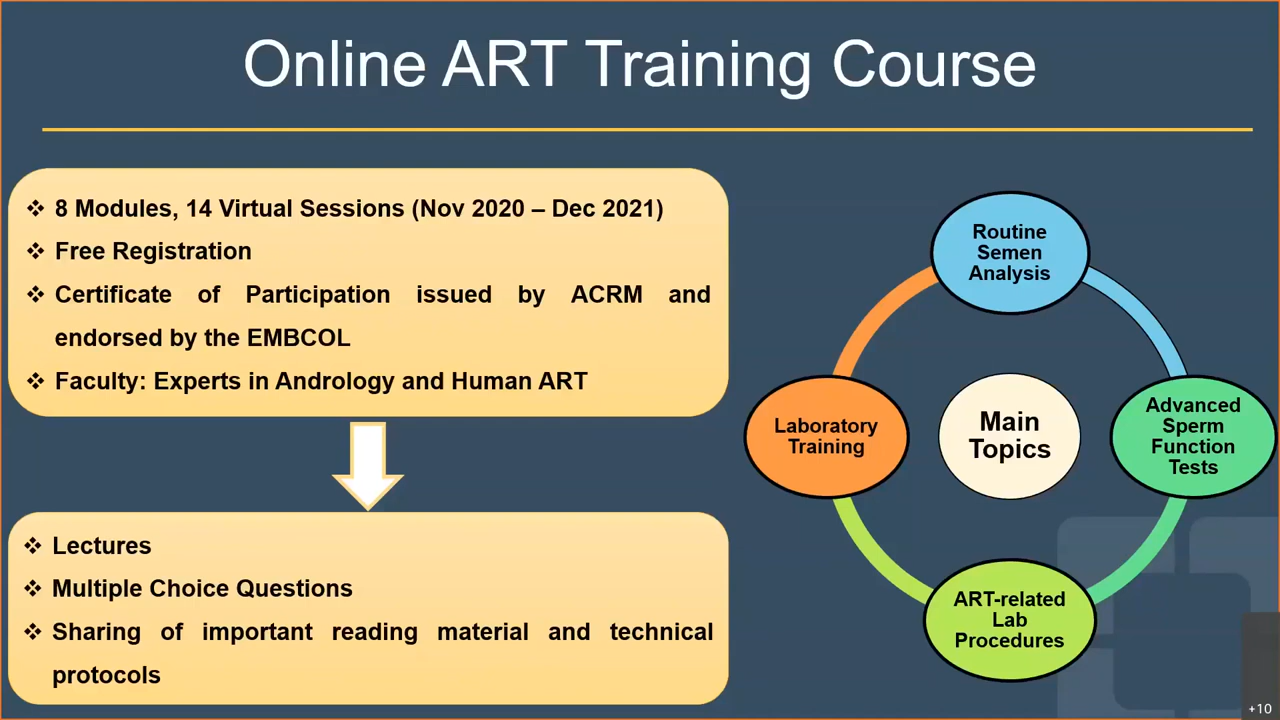 Online ART Training Course
❖ 8 Modules, 14 Virtual Sessions (Nov 2020 – Dec 2021)
❖ Free Registration
❖ Certificate of Participation issued by ACRM and
endorsed by the EMBCOL
❖ Faculty: Experts in Andrology and Human ART
❖ Lectures
❖ Multiple Choice Questions
❖ Sharing of important reading material and technical
protocols
Routine
Semen
Analysis
Advanced
Sperm
Function
Tests
ART-related
Lab
Procedures
Laboratory
Training
Main
Topics
+10